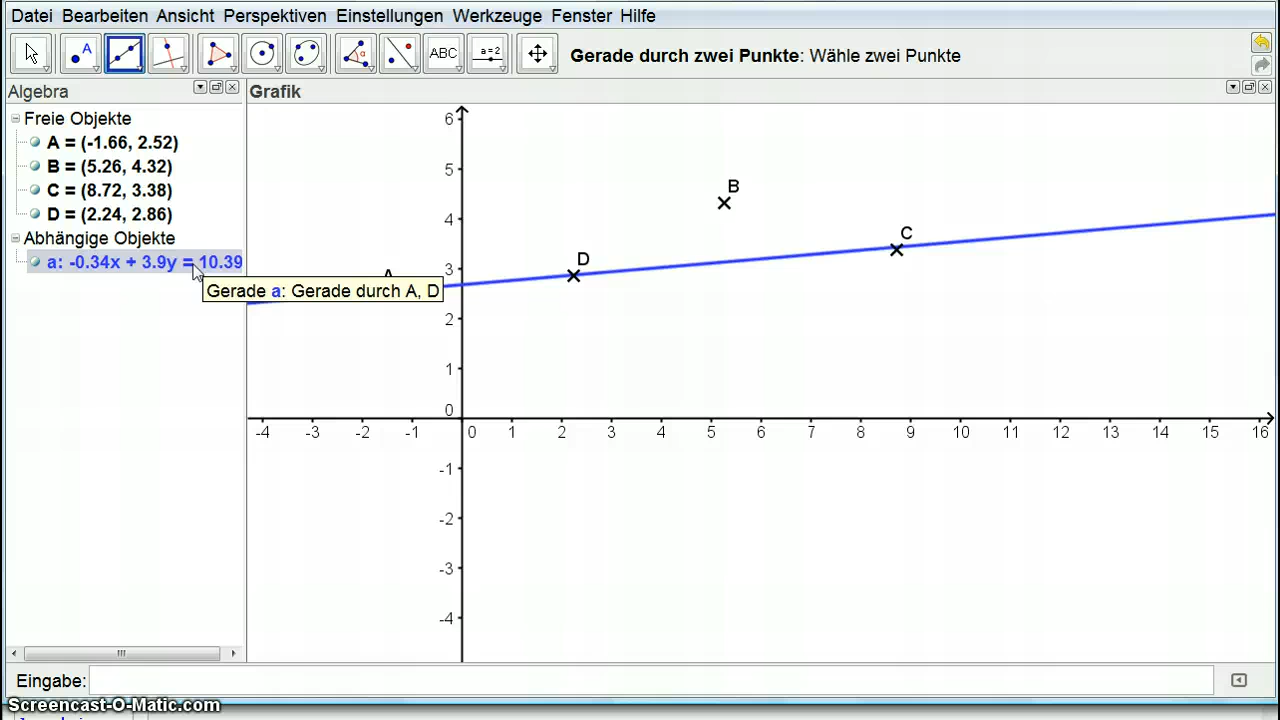 Datei Bearbeiten Ansicht Perspektiven Einstellungen Werkzeuge Fenster Hilfe
A
α
ABC
a=2
Gerade durch zwei Punkte: Wähle zwei Punkte
Algebra
Grafik
Freie Objekte
A = (-1.66, 2.52)
B = (5.26, 4.32)
C = (8.72, 3.38)
D = (2.24, 2.86)
Abhängige Objekte
a: -0.34x + 3.9y = 10.39
Gerade a: Gerade durch A, D
6
5
B
4
C
D
3
A
2
1
0
-4 -3 -2 -1 0 1 2 3 4 5 6 7 8 9 10 11 12 13 14 15 16
-1
-2
-3
-4
Eingabe:
Screencast-O-Matic.com